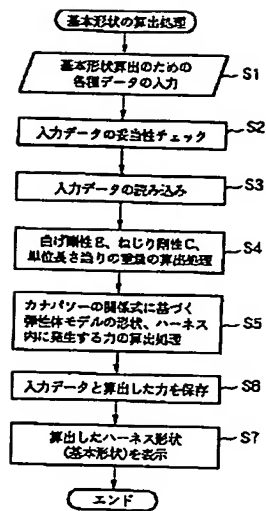 基本形状の算出処理
基本形状算出のための
各種データの入力
S1
入力データの妥当性チェック
S2
入力データの読み込み
S3
曲げ剛性B、ねじり剛性C、
単位長さ当りの重量の算出処理
S4
カナパソーの関係式に基づく
弾性体モデルの形状、ハーネス
内に発生する力の算出処理
S5
入力データと算出した力を保存
S6
算出したハーネス形状
(基本形状)を表示
S7
エンド